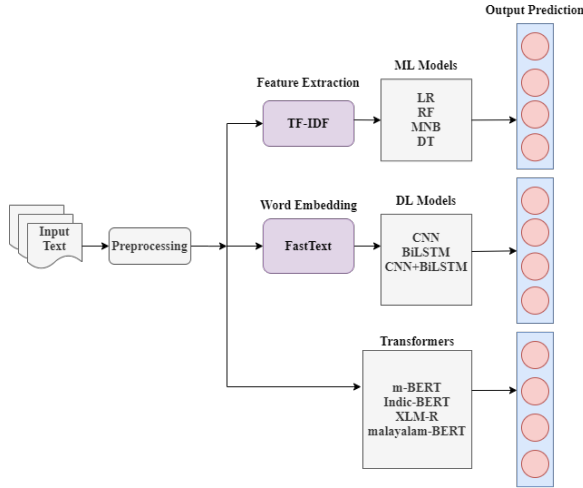 Output Prediction
ML Models
Feature Extraction
LR
RF
MNB
DT
TF-IDF
Word Embedding
DL Models
Input
Text
Preprocessing
FastText
CNN
BiLSTM
CNN+BiLSTM
Transformers
m-BERT
Indic-BERT
XLM-R
malayalam-BERT